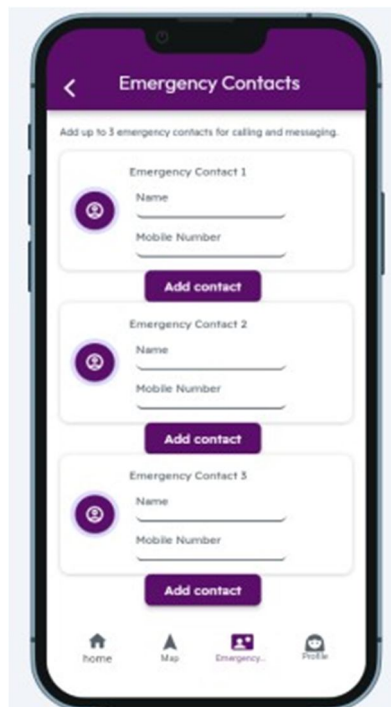 Emergency Contacts
Add up to 3 emergency contacts for calling and messaging.
Emergency Contact 1
Name
Mobile Number
Add contact
Emergency Contact 2
Name
Mobile Number
Add contact
Emergency Contact 3
Name
Mobile Number
Add contact
home Map Emergency... Profile